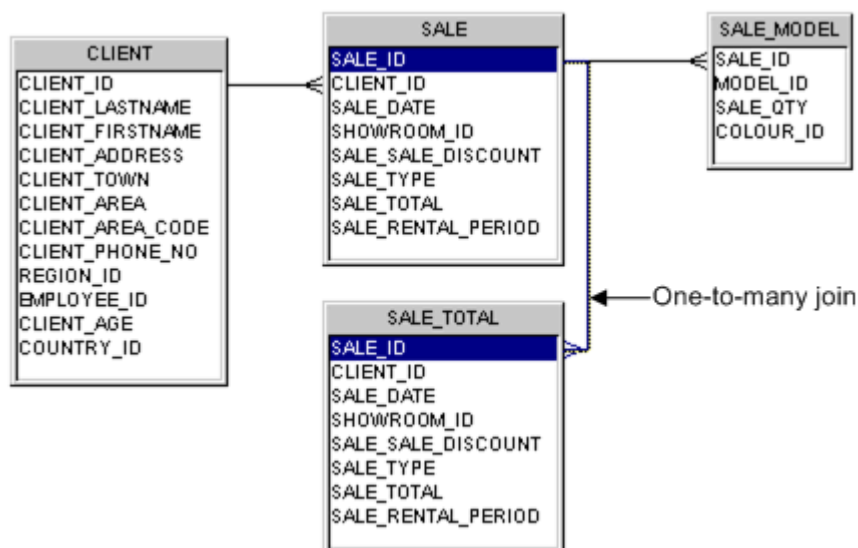 CLIENT
CLIENT_ID
CLIENT_LASTNAME
CLIENT_FIRSTNAME
CLIENT_ADDRESS
CLIENT_TOWN
CLIENT_AREA
CLIENT_AREA_CODE
CLIENT_PHONE_NO
REGION_ID
EMPLOYEE_ID
CLIENT_AGE
COUNTRY_ID
SALE
SALE_ID
CLIENT_ID
SALE_DATE
SHOWROOM_ID
SALE_SALE_DISCOUNT
SALE_TYPE
SALE_TOTAL
SALE_RENTAL_PERIOD
SALE_MODEL
SALE_ID
MODEL_ID
SALE_QTY
COLOUR_ID
One-to-many join
SALE_TOTAL
SALE_ID
CLIENT_ID
SALE_DATE
SHOWROOM_ID
SALE_SALE_DISCOUNT
SALE_TYPE
SALE_TOTAL
SALE_RENTAL_PERIOD